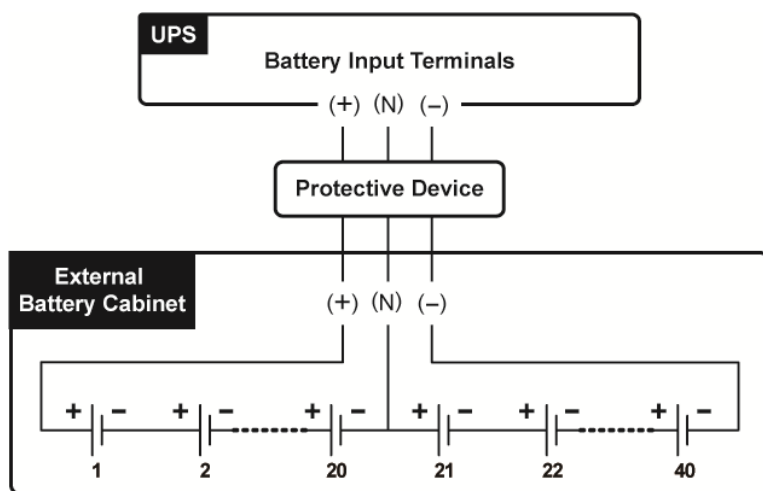 UPS
Battery Input Terminals
(+) (N) (−)
Protective Device
External
Battery Cabinet
(+) (N) (−)
+ − + − + − + − + − + −
1 2 20 21 22 40